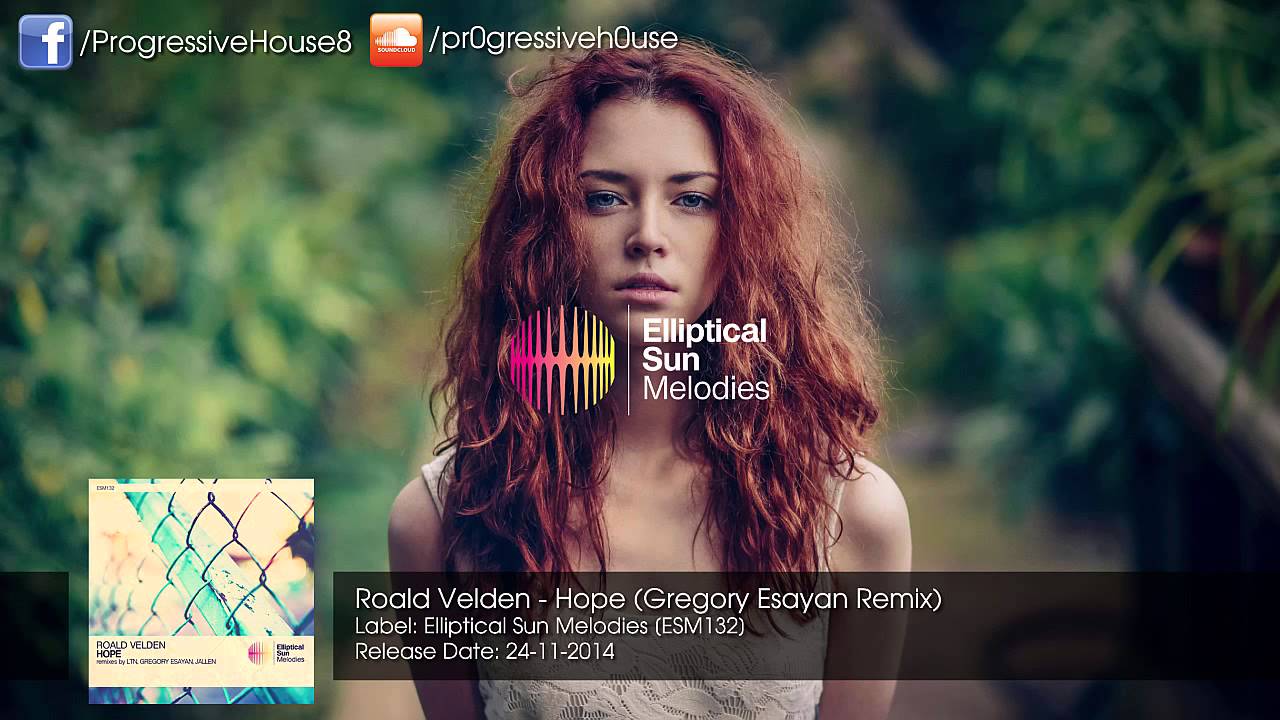 /ProgressiveHouse8
SOUNDCLOUD
/pr0gressiveh0use
Elliptical
Sun
Melodies
ESM132
ROALD VELDEN
HOPE
remixes by LTN, GREGORY ESAYAN, JALLEN
Elliptical
Sun
Melodies
Roald Velden - Hope (Gregory Esayan Remix)
Label: Elliptical Sun Melodies [ESM132]
Release Date: 24-11-2014